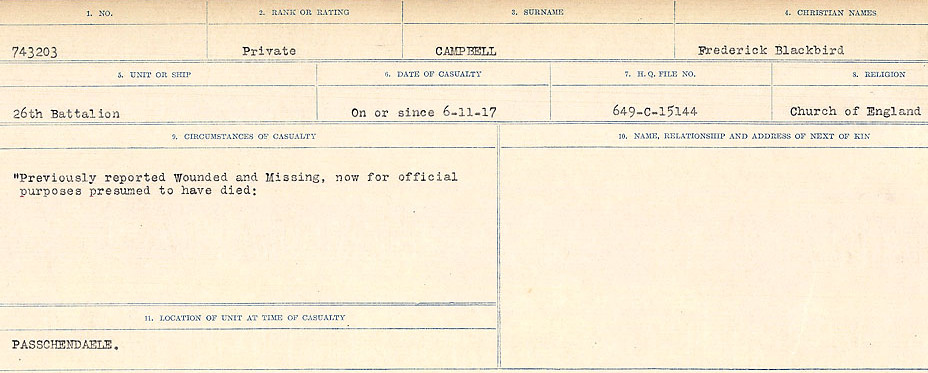 1. NO. 2. RANK OR RATING 3. SURNAME 4. CHRISTIAN NAMES
743203 Private CAMPBELL Frederick Blackbird
5. UNIT OR SHIP 6. DATE OF CASUALTY 7. H.Q. FILE NO. 8. RELIGION
26th Battalion On or since 6-11-17 649-C-15144 Church of England
9. CIRCUMSTANCES OF CASUALTY
"Previously reported Wounded and Missing, now for official
purposes presumed to have died:
10. NAME, RELATIONSHIP AND ADDRESS OF NEXT OF KIN
11. LOCATION OF UNIT AT TIME OF CASUALTY
PASSCHENDAELE.